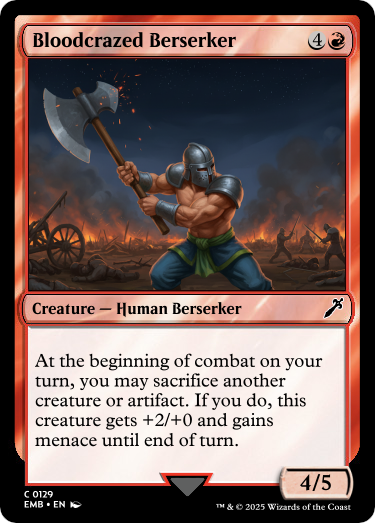 Bloodcrazed Berserker 4
Creature — Human Berserker
At the beginning of combat on your
turn, you may sacrifice another
creature or artifact. If you do, this
creature gets +2/+0 and gains
menace until end of turn.
4/5
C 0129
EMB • EN
™ & © 2025 Wizards of the Coast